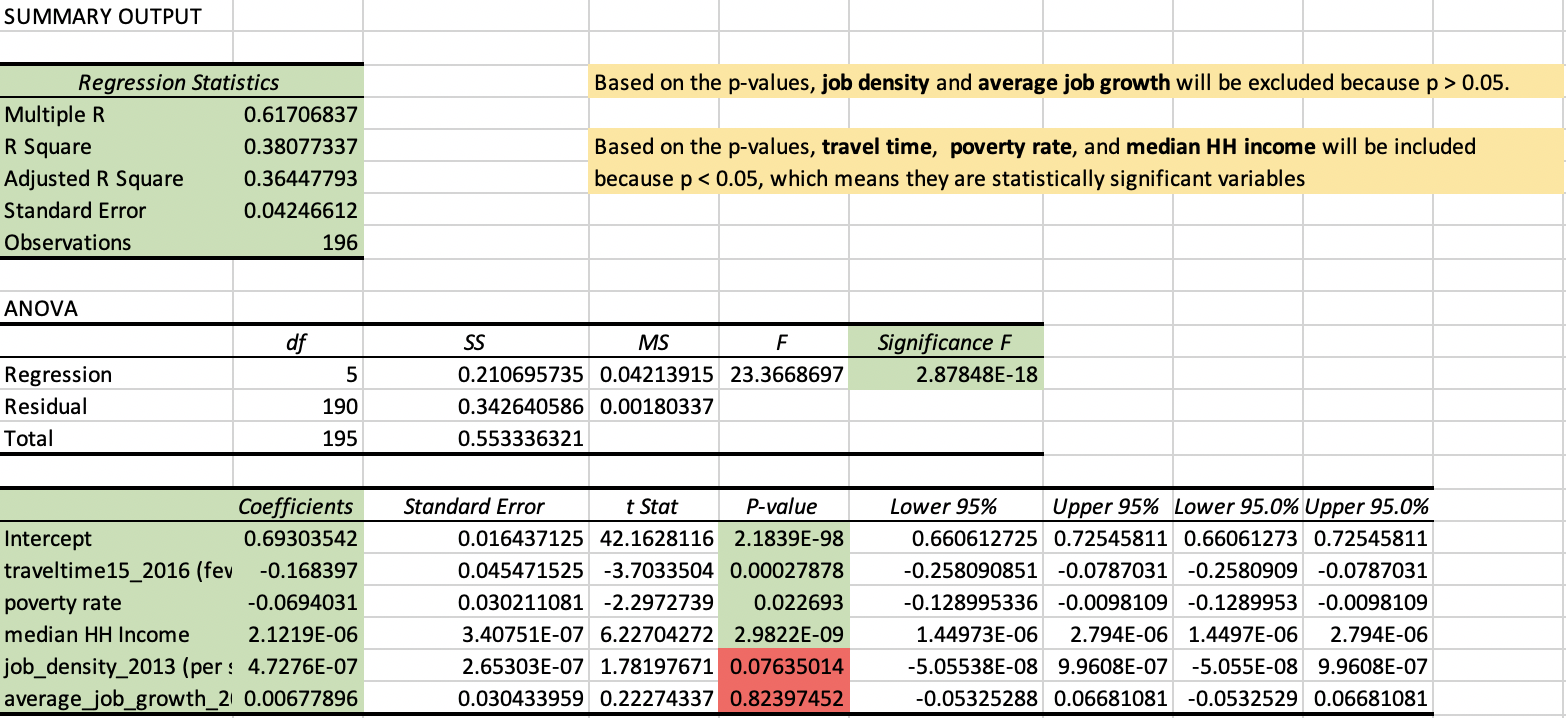 SUMMARY OUTPUT
Regression Statistics
Based on the p-values, job density and average job growth will be excluded because p > 0.05.
Multiple R 0.61706837
R Square 0.38077337
Based on the p-values, travel time,  poverty rate, and median HH income will be included
Adjusted R Square 0.36447793
because p < 0.05, which means they are statistically significant variables
Standard Error 0.04246612
Observations 196
ANOVA
df SS MS F Significance F
Regression 5 0.210695735 0.04213915 23.3668697 2.87848E-18
Residual 190 0.342640586 0.00180337
Total 195 0.553336321
Coefficients Standard Error t Stat P-value Lower 95% Upper 95% Lower 95.0% Upper 95.0%
Intercept 0.69303542 0.016437125 42.1628116 2.1839E-98 0.660612725 0.72545811 0.66061273 0.72545811
traveltime15_2016 (fev -0.168397 0.045471525 -3.7033504 0.00027878 -0.258090851 -0.0787031 -0.2580909 -0.0787031
poverty rate -0.0694031 0.030211081 -2.2972739 0.022693 -0.128995336 -0.0098109 -0.1289953 -0.0098109
median HH Income 2.1219E-06 3.40751E-07 6.22704272 2.9822E-09 1.44973E-06 2.794E-06 1.4497E-06 2.794E-06
job_density_2013 (per s 4.7276E-07 2.65303E-07 1.78197671 0.07635014 -5.05538E-08 9.9608E-07 -5.055E-08 9.9608E-07
average_job_growth_20 0.00677896 0.030433959 0.22274337 0.82397452 -0.05325288 0.06681081 -0.0532529 0.06681081